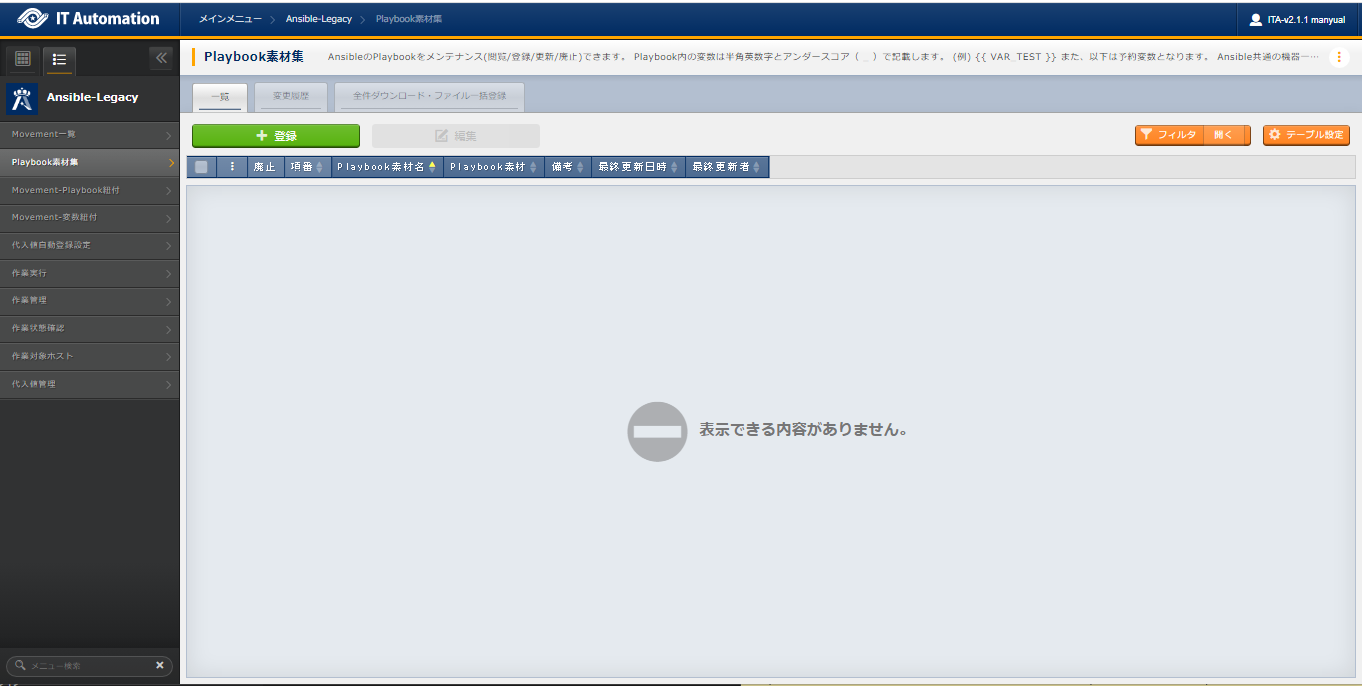 IT Automation
メインメニュー
Ansible-Legacy
Playbook素材集
ITA-v2.1.1 manyual
Playbook素材集
AnsibleのPlaybookをメンテナンス(閲覧/登録/更新/廃止)できます。 Playbook内の変数は半角英数字とアンダースコア（ _ ）で記載します。 (例) {{ VAR_TEST }} また、以下は予約変数となります。 Ansible共通の機器一…
Ansible-Legacy
一覧
変更履歴
全件ダウンロード・ファイル一括登録
Movement一覧
Playbook素材集
Movement-Playbook紐付
Movement-変数紐付
代入値自動登録設定
作業実行
作業管理
作業状態確認
作業対象ホスト
代入値管理
登録
編集
フィルタ 開く
テーブル設定
廃止
項番
Playbook素材名
Playbook素材
備考
最終更新日時
最終更新者
表示できる内容がありません。
メニュー検索